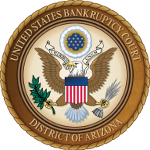 UNITED STATES BANKRUPTCY COURT
DISTRICT OF ARIZONA